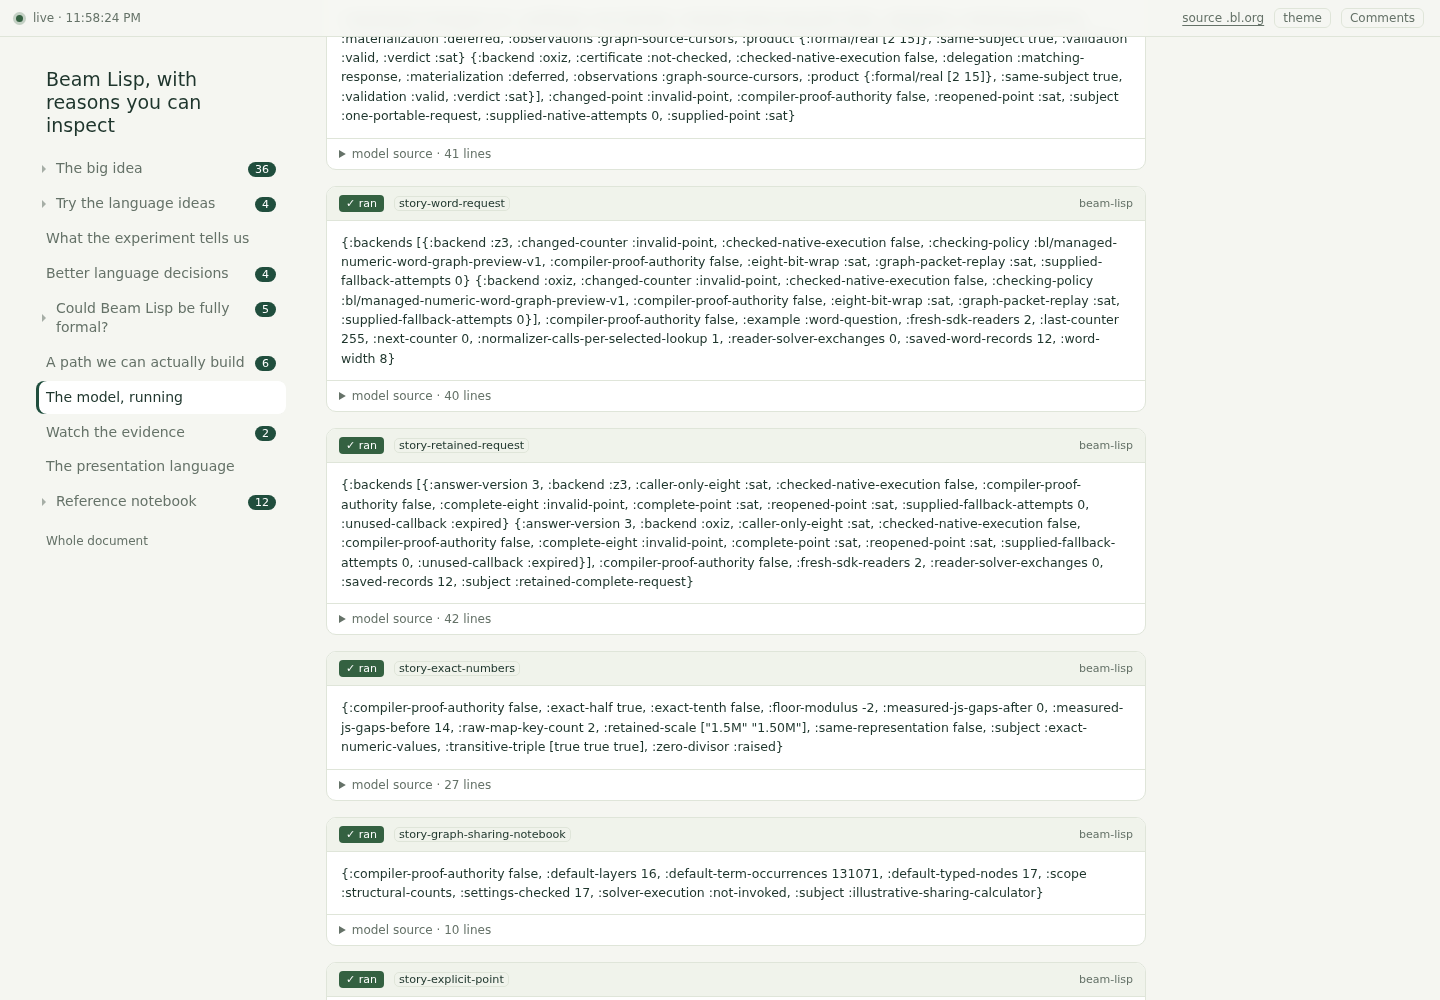 live · 11:58:24 PM
source .bl.org
theme
Comments
Beam Lisp, with
reasons you can
inspect
The big idea
36
Try the language ideas
4
What the experiment tells us
Better language decisions
4
Could Beam Lisp be fully
formal?
5
A path we can actually build
6
The model, running
Watch the evidence
2
The presentation language
Reference notebook
12
Whole document
:materialization :deferred, :observations :graph-source-cursors, :product {:formal/real [2 15]}, :same-subject true, :validation
:valid, :verdict :sat} {:backend :oxiz, :certificate :not-checked, :checked-native-execution false, :delegation :matching-
response, :materialization :deferred, :observations :graph-source-cursors, :product {:formal/real [2 15]}, :same-subject true,
:validation :valid, :verdict :sat}], :changed-point :invalid-point, :compiler-proof-authority false, :reopened-point :sat, :subject
:one-portable-request, :supplied-native-attempts 0, :supplied-point :sat}
model source · 41 lines
✓ ran
story-word-request
beam-lisp
{:backends [{:backend :z3, :changed-counter :invalid-point, :checked-native-execution false, :checking-policy :bl/managed-
numeric-word-graph-preview-v1, :compiler-proof-authority false, :eight-bit-wrap :sat, :graph-packet-replay :sat, :supplied-
fallback-attempts 0} {:backend :oxiz, :changed-counter :invalid-point, :checked-native-execution false, :checking-policy
:bl/managed-numeric-word-graph-preview-v1, :compiler-proof-authority false, :eight-bit-wrap :sat, :graph-packet-replay :sat,
:supplied-fallback-attempts 0}], :compiler-proof-authority false, :example :word-question, :fresh-sdk-readers 2, :last-counter
255, :next-counter 0, :normalizer-calls-per-selected-lookup 1, :reader-solver-exchanges 0, :saved-word-records 12, :word-
width 8}
model source · 40 lines
✓ ran
story-retained-request
beam-lisp
{:backends [{:answer-version 3, :backend :z3, :caller-only-eight :sat, :checked-native-execution false, :compiler-proof-
authority false, :complete-eight :invalid-point, :complete-point :sat, :reopened-point :sat, :supplied-fallback-attempts 0,
:unused-callback :expired} {:answer-version 3, :backend :oxiz, :caller-only-eight :sat, :checked-native-execution false,
:compiler-proof-authority false, :complete-eight :invalid-point, :complete-point :sat, :reopened-point :sat, :supplied-fallback-
attempts 0, :unused-callback :expired}], :compiler-proof-authority false, :fresh-sdk-readers 2, :reader-solver-exchanges 0,
:saved-records 12, :subject :retained-complete-request}
model source · 42 lines
✓ ran
story-exact-numbers
beam-lisp
{:compiler-proof-authority false, :exact-half true, :exact-tenth false, :floor-modulus -2, :measured-js-gaps-after 0, :measured-
js-gaps-before 14, :raw-map-key-count 2, :retained-scale ["1.5M" "1.50M"], :same-representation false, :subject :exact-
numeric-values, :transitive-triple [true true true], :zero-divisor :raised}
model source · 27 lines
✓ ran
story-graph-sharing-notebook
beam-lisp
{:compiler-proof-authority false, :default-layers 16, :default-term-occurrences 131071, :default-typed-nodes 17, :scope
:structural-counts, :settings-checked 17, :solver-execution :not-invoked, :subject :illustrative-sharing-calculator}
model source · 10 lines
✓ ran
story-explicit-point
beam-lisp